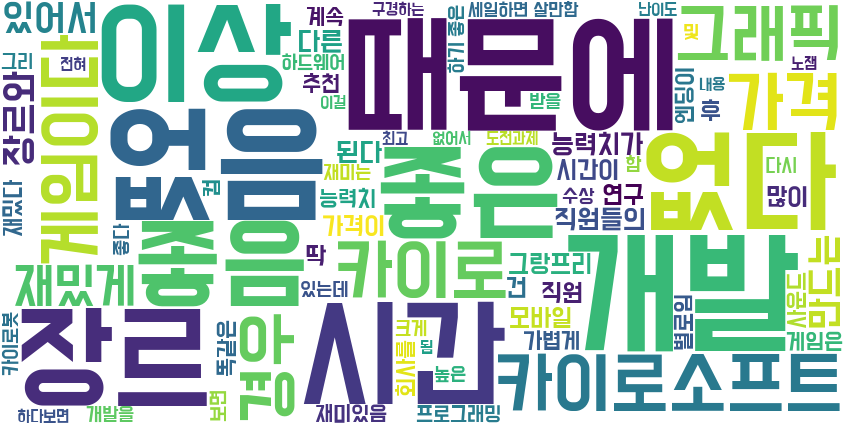 있어서
이상
때문에
계속
구경하는
하기 좋은
세일하면 살만함
난이도
및
그래픽
다른
하드웨어
추천
이걸
받을
그리
전혀
장르와
게임이다
노잼
내용
엔딩이
후
가격
없음
최고
없어서
도전과제
능력치가
없다
다시
많이
된다
재미는
좋은
시간이
함
수상
연구
직원들의
재밌다
컴
능력치
가격이
좋다
좋음
딱
카이로
그랑프리
건
직원
개발
사운드
재밌게
있는데
모바일
별로임
가볍게
게임은
카이로봇
장르
똑같은
경영
시간
크게
회사를
됨
높은
카이로소프트
보면
하다보면
개발을
재미있음
프로그래밍